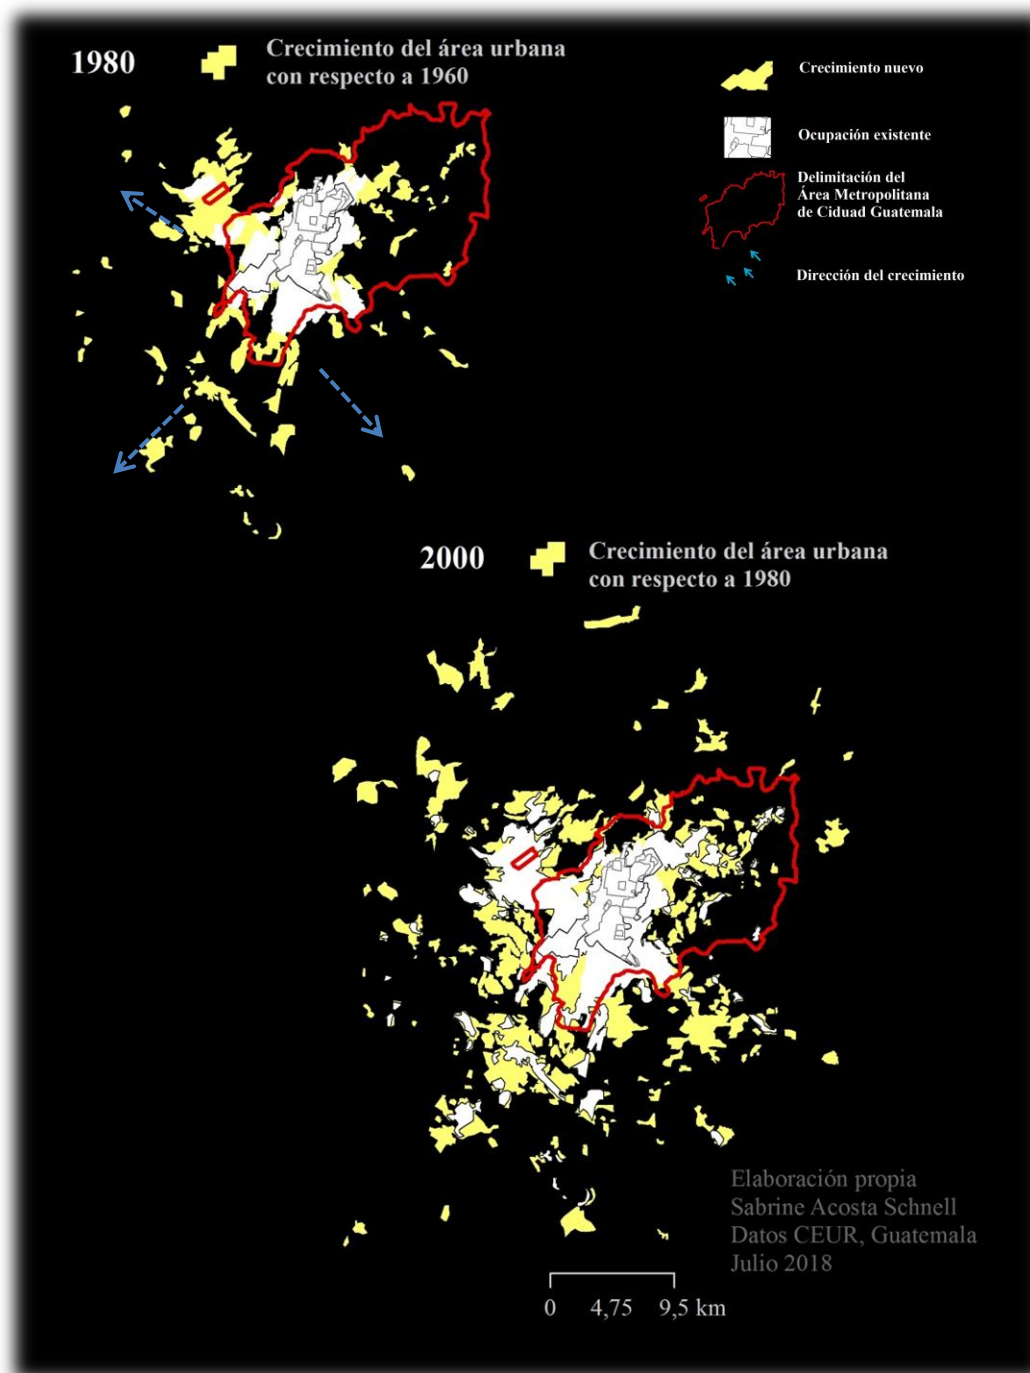 1980
Crecimiento del área urbana
con respecto a 1960
Crecimiento nuevo
Ocupación existente
Delimitación del
Área Metropolitana
de Ciduad Guatemala
Dirección del crecimiento
2000
Crecimiento del área urbana
con respecto a 1980
Elaboración propia
Sabrine Acosta Schnell
Datos CEUR, Guatemala
Julio 2018
0 4,75 9,5 km